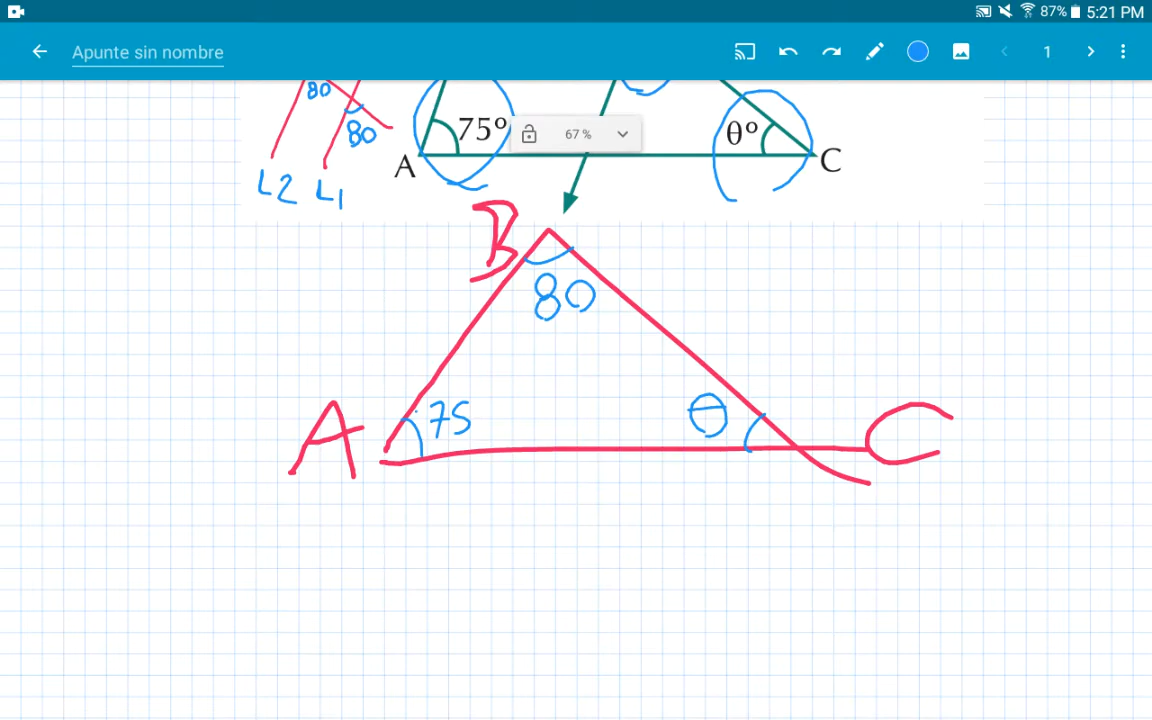 87% 5:21 PM
Apunte sin nombre
1
80
80
75°
67 %
θ°
A
C
L2 L1
B
80
75
θ
A
C